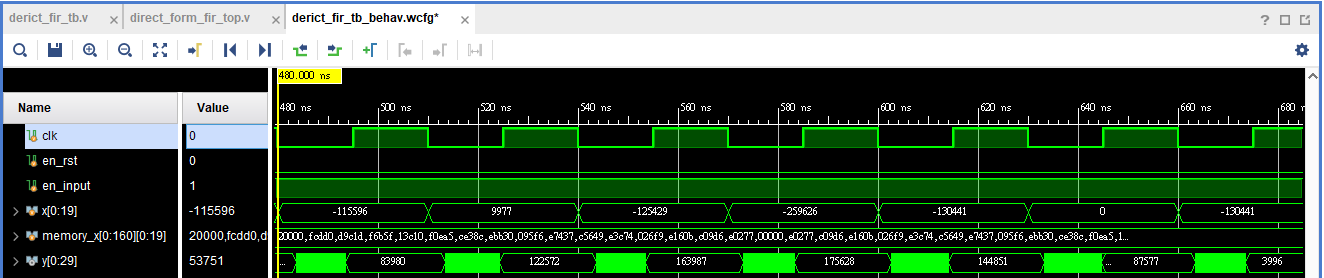 derict_fir_tb.v × direct_form_fir_top.v × derict_fir_tb_behav.wcfg* ×
480.000 ns
480 ns 500 ns 520 ns 540 ns 560 ns 580 ns 600 ns 620 ns 640 ns 660 ns 680
Name Value
clk 0
en_rst 0
en_input 1
x[0:19] -115596 -115596 9977 -125429 -259626 -130441 0 -130441
memory_x[0:160][0:19] 20000,fcdd0,d 20000,fcdd0,d9c1d,f6b5f,13c10,f0ea5,ce38c,ebb30,095f6,e7437,c5649,e3c74,026f9,e160b,c09d6,e0277,00000,e0277,c09d6,e160b,026f9,e3c74,c5649,e7437,095f6,ebb30,ce38c,f0ea5,1...
y[0:29] 53751 ... 83980 122572 163987 175628 144851 ... 87577 3996